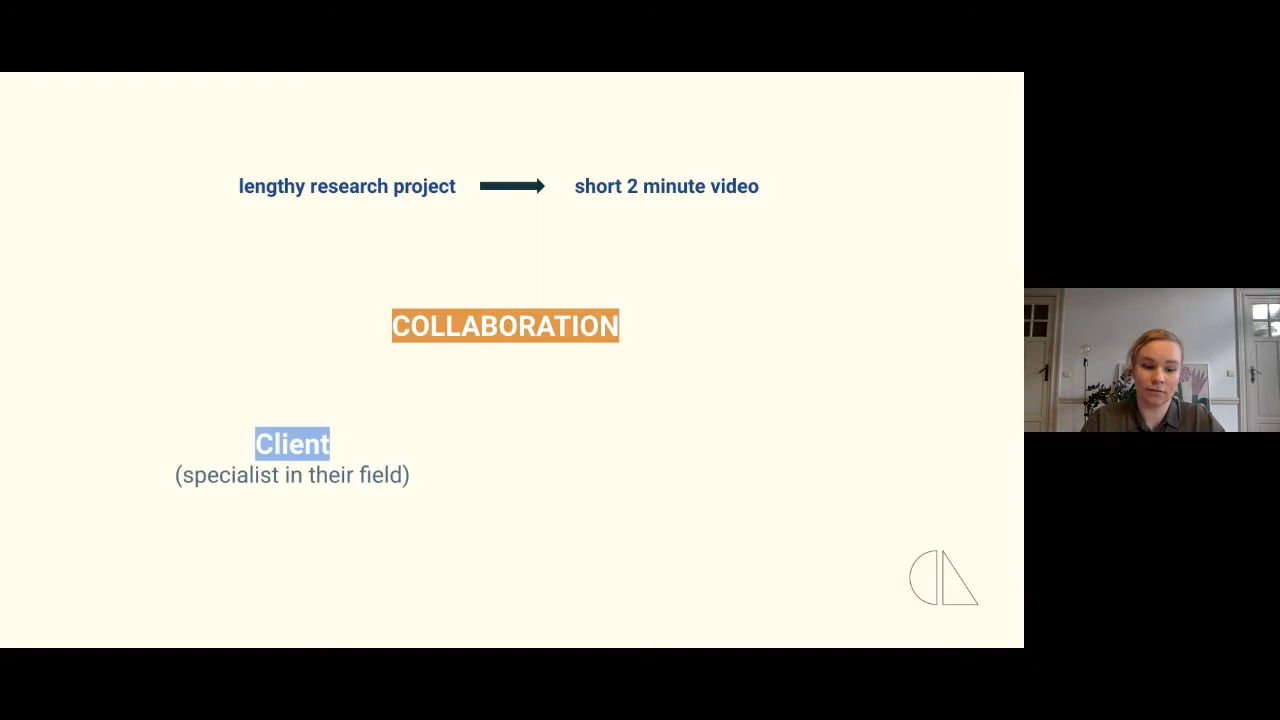 lengthy research project short 2 minute video
COLLABORATION
Client
(specialist in their field)